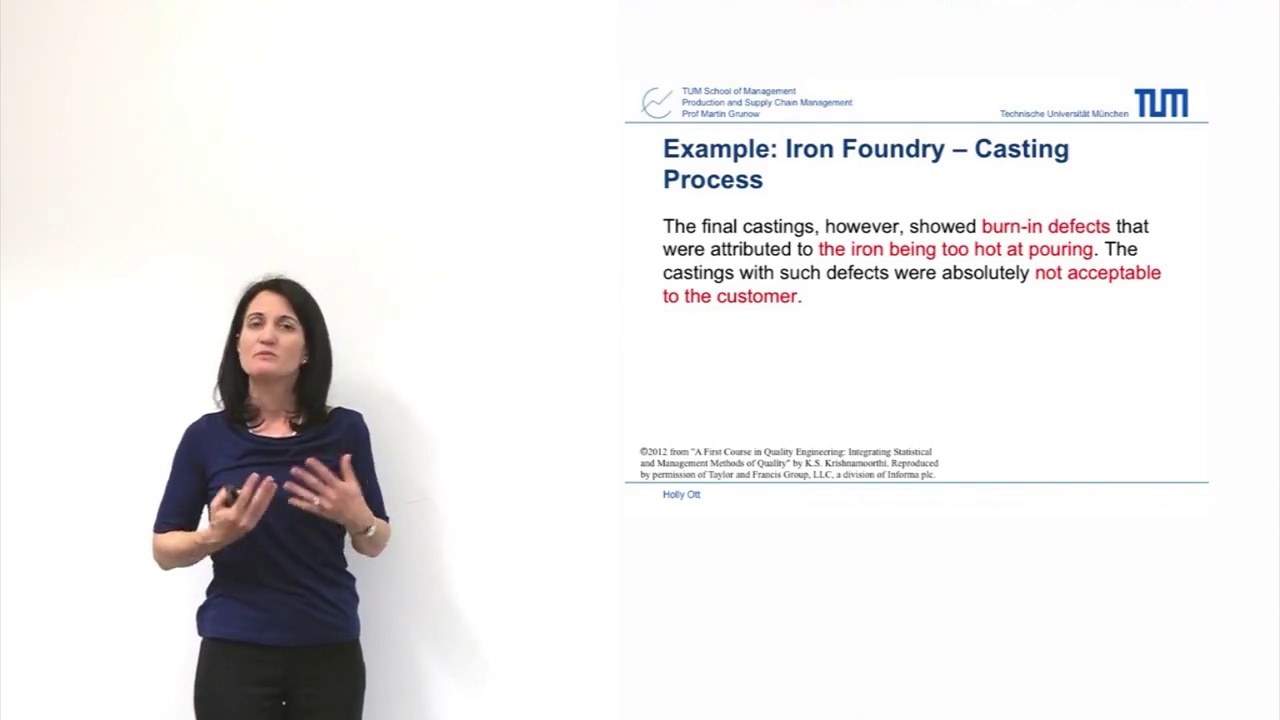 TUM School of Management
Production and Supply Chain Management
Prof Martin Grunow
Technische Universität München
TUM
Example: Iron Foundry – Casting
Process
The final castings, however, showed burn-in defects that
were attributed to the iron being too hot at pouring. The
castings with such defects were absolutely not acceptable
to the customer.
©2012 from "A First Course in Quality Engineering: Integrating Statistical
and Management Methods of Quality" by K.S. Krishnamoorthi. Reproduced
by permission of Taylor and Francis Group, LLC, a division of Informa plc.
Holly Ott